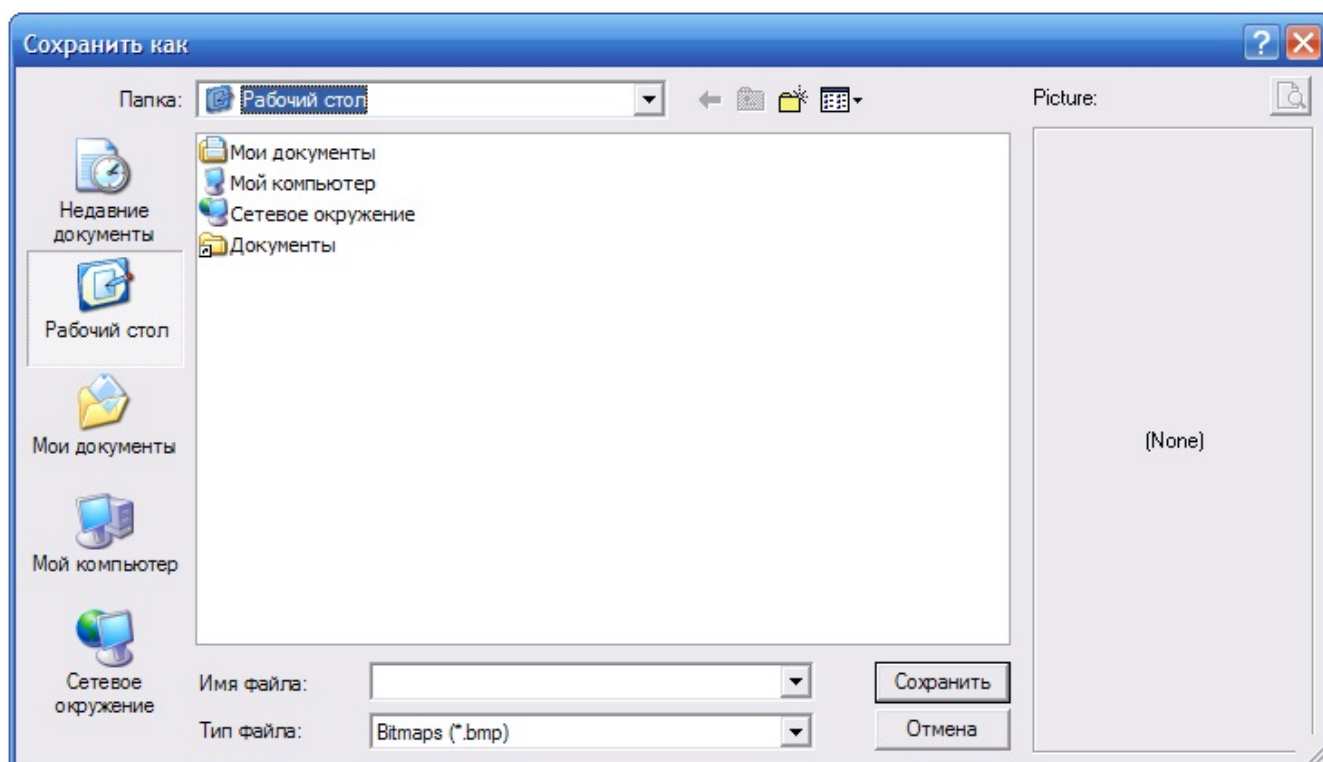 Сохранить как
Папка:
Рабочий стол
Picture:
Недавние
документы
Рабочий стол
Мои документы
Мой компьютер
Сетевое
окружение
Мои документы
Мой компьютер
Сетевое окружение
Документы
(None)
Имя файла:
Сохранить
Тип файла:
Bitmaps (*.bmp)
Отмена